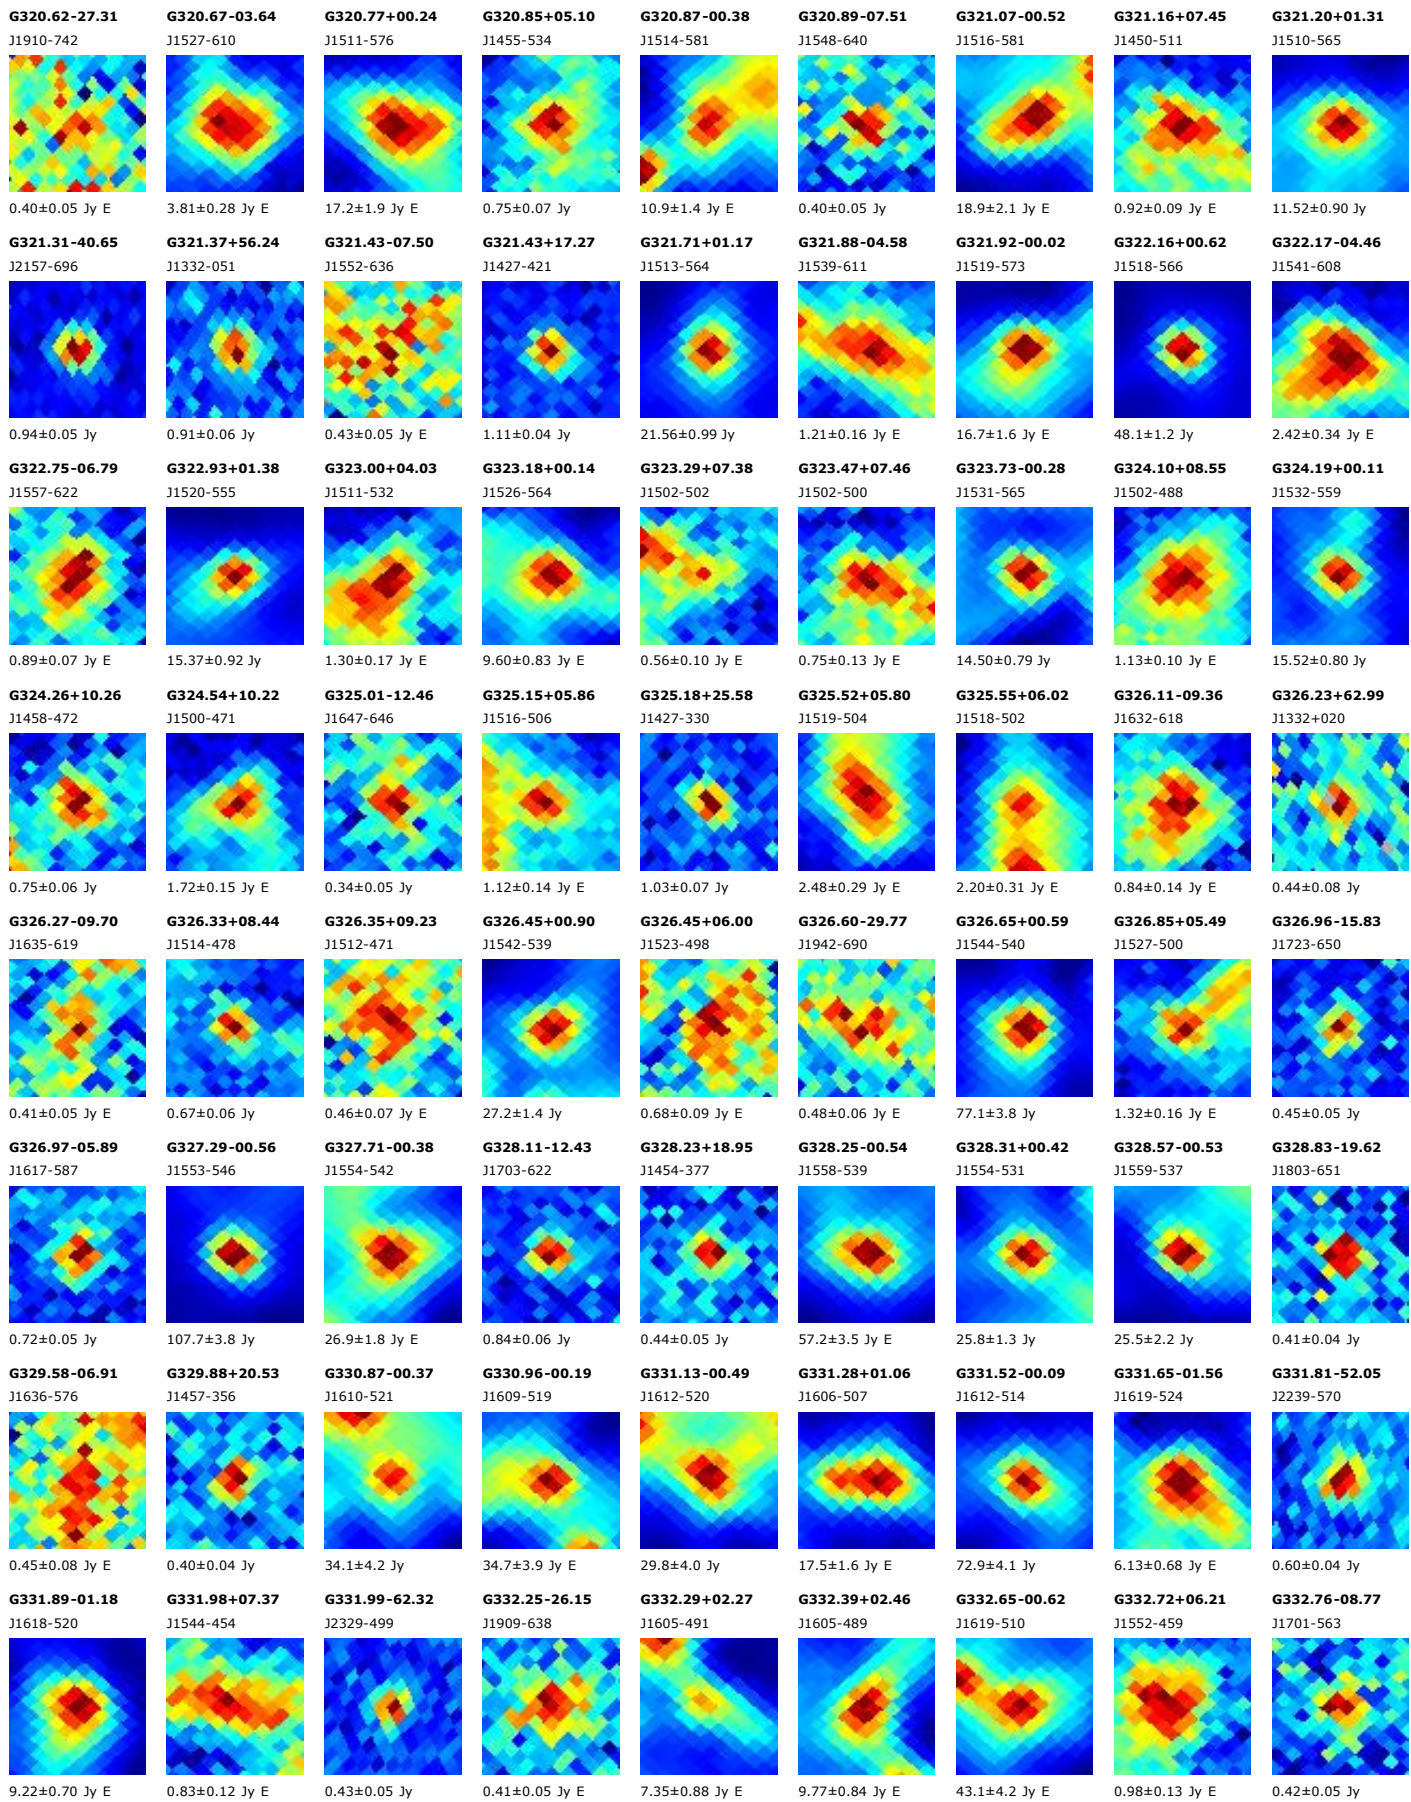 G320.62-27.31 G320.67-03.64 G320.77+00.24 G320.85+05.10 G320.87-00.38 G320.89-07.51 G321.07-00.52 G321.16+07.45 G321.20+01.31
J1910-742 J1527-610 J1511-576 J1455-534 J1514-581 J1548-640 J1516-581 J1450-511 J1510-565
0.40±0.05 Jy E 3.81±0.28 Jy E 17.2±1.9 Jy E 0.75±0.07 Jy 10.9±1.4 Jy E 0.40±0.05 Jy 18.9±2.1 Jy E 0.92±0.09 Jy E 11.52±0.90 Jy
G321.31-40.65 G321.37+56.24 G321.43-07.50 G321.43+17.27 G321.71+01.17 G321.88-04.58 G321.92-00.02 G322.16+00.62 G322.17-04.46
J2157-696 J1332-051 J1552-636 J1427-421 J1513-564 J1539-611 J1519-573 J1518-566 J1541-608
0.94±0.05 Jy 0.91±0.06 Jy 0.43±0.05 Jy E 1.11±0.04 Jy 21.56±0.99 Jy 1.21±0.16 Jy E 16.7±1.6 Jy E 48.1±1.2 Jy 2.42±0.34 Jy E
G322.75-06.79 G322.93+01.38 G323.00+04.03 G323.18+00.14 G323.29+07.38 G323.47+07.46 G323.73-00.28 G324.10+08.55 G324.19+00.11
J1557-622 J1520-555 J1511-532 J1526-564 J1502-502 J1502-500 J1531-565 J1502-488 J1532-559
0.89±0.07 Jy E 15.37±0.92 Jy 1.30±0.17 Jy E 9.60±0.83 Jy E 0.56±0.10 Jy E 0.75±0.13 Jy E 14.50±0.79 Jy 1.13±0.10 Jy E 15.52±0.80 Jy
G324.26+10.26 G324.54+10.22 G325.01-12.46 G325.15+05.86 G325.18+25.58 G325.52+05.80 G325.55+06.02 G326.11-09.36 G326.23+62.99
J1458-472 J1500-471 J1647-646 J1516-506 J1427-330 J1519-504 J1518-502 J1632-618 J1332+020
0.75±0.06 Jy 1.72±0.15 Jy E 0.34±0.05 Jy 1.12±0.14 Jy E 1.03±0.07 Jy 2.48±0.29 Jy E 2.20±0.31 Jy E 0.84±0.14 Jy E 0.44±0.08 Jy
G326.27-09.70 G326.33+08.44 G326.35+09.23 G326.45+00.90 G326.45+06.00 G326.60-29.77 G326.65+00.59 G326.85+05.49 G326.96-15.83
J1635-619 J1514-478 J1512-471 J1542-539 J1523-498 J1942-690 J1544-540 J1527-500 J1723-650
0.41±0.05 Jy E 0.67±0.06 Jy 0.46±0.07 Jy E 27.2±1.4 Jy 0.68±0.09 Jy E 0.48±0.06 Jy E 77.1±3.8 Jy 1.32±0.16 Jy E 0.45±0.05 Jy
G326.97-05.89 G327.29-00.56 G327.71-00.38 G328.11-12.43 G328.23+18.95 G328.25-00.54 G328.31+00.42 G328.57-00.53 G328.83-19.62
J1617-587 J1553-546 J1554-542 J1703-622 J1454-377 J1558-539 J1554-531 J1559-537 J1803-651
0.72±0.05 Jy 107.7±3.8 Jy 26.9±1.8 Jy E 0.84±0.06 Jy 0.44±0.05 Jy 57.2±3.5 Jy E 25.8±1.3 Jy 25.5±2.2 Jy 0.41±0.04 Jy
G329.58-06.91 G329.88+20.53 G330.87-00.37 G330.96-00.19 G331.13-00.49 G331.28+01.06 G331.52-00.09 G331.65-01.56 G331.81-52.05
J1636-576 J1457-356 J1610-521 J1609-519 J1612-520 J1606-507 J1612-514 J1619-524 J2239-570
0.45±0.08 Jy E 0.40±0.04 Jy 34.1±4.2 Jy 34.7±3.9 Jy E 29.8±4.0 Jy 17.5±1.6 Jy E 72.9±4.1 Jy 6.13±0.68 Jy E 0.60±0.04 Jy
G331.89-01.18 G331.98+07.37 G331.99-62.32 G332.25-26.15 G332.29+02.27 G332.39+02.46 G332.65-00.62 G332.72+06.21 G332.76-08.77
J1618-520 J1544-454 J2329-499 J1909-638 J1605-491 J1605-489 J1619-510 J1552-459 J1701-563
9.22±0.70 Jy E 0.83±0.12 Jy E 0.43±0.05 Jy 0.41±0.05 Jy E 7.35±0.88 Jy E 9.77±0.84 Jy E 43.1±4.2 Jy E 0.98±0.13 Jy E 0.42±0.05 Jy